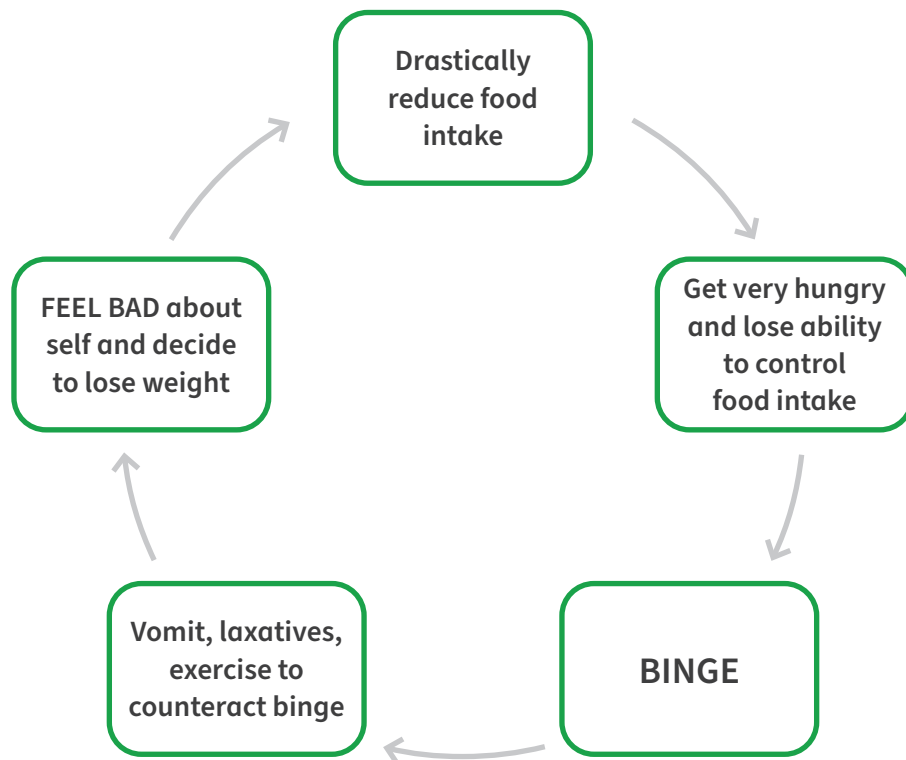 Drastically
reduce food
intake
Get very hungry
and lose ability
to control
food intake
BINGE
Vomit, laxatives,
exercise to
counteract binge
FEEL BAD about
self and decide
to lose weight